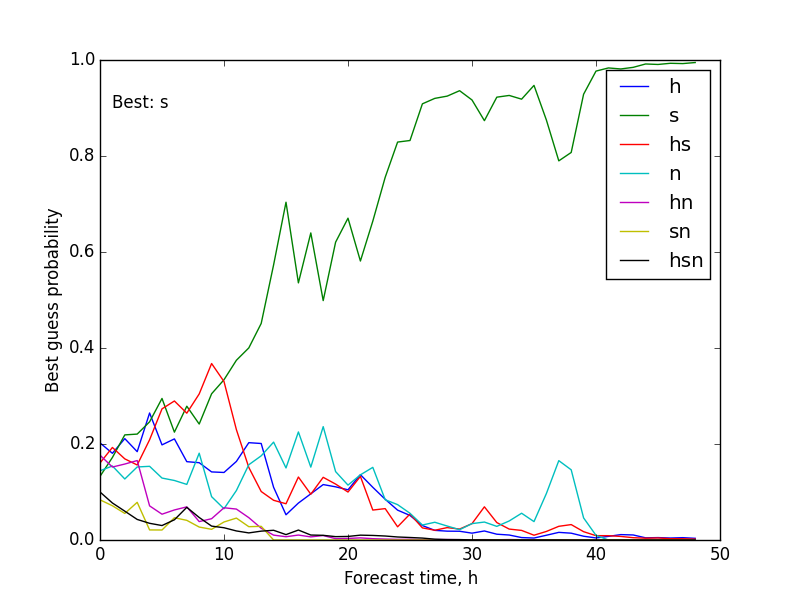 1.0
0.8
0.6
0.4
0.2
0.0
Best guess probability
Best: s
h
s
hs
n
hn
sn
hsn
0 10 20 30 40 50
Forecast time, h